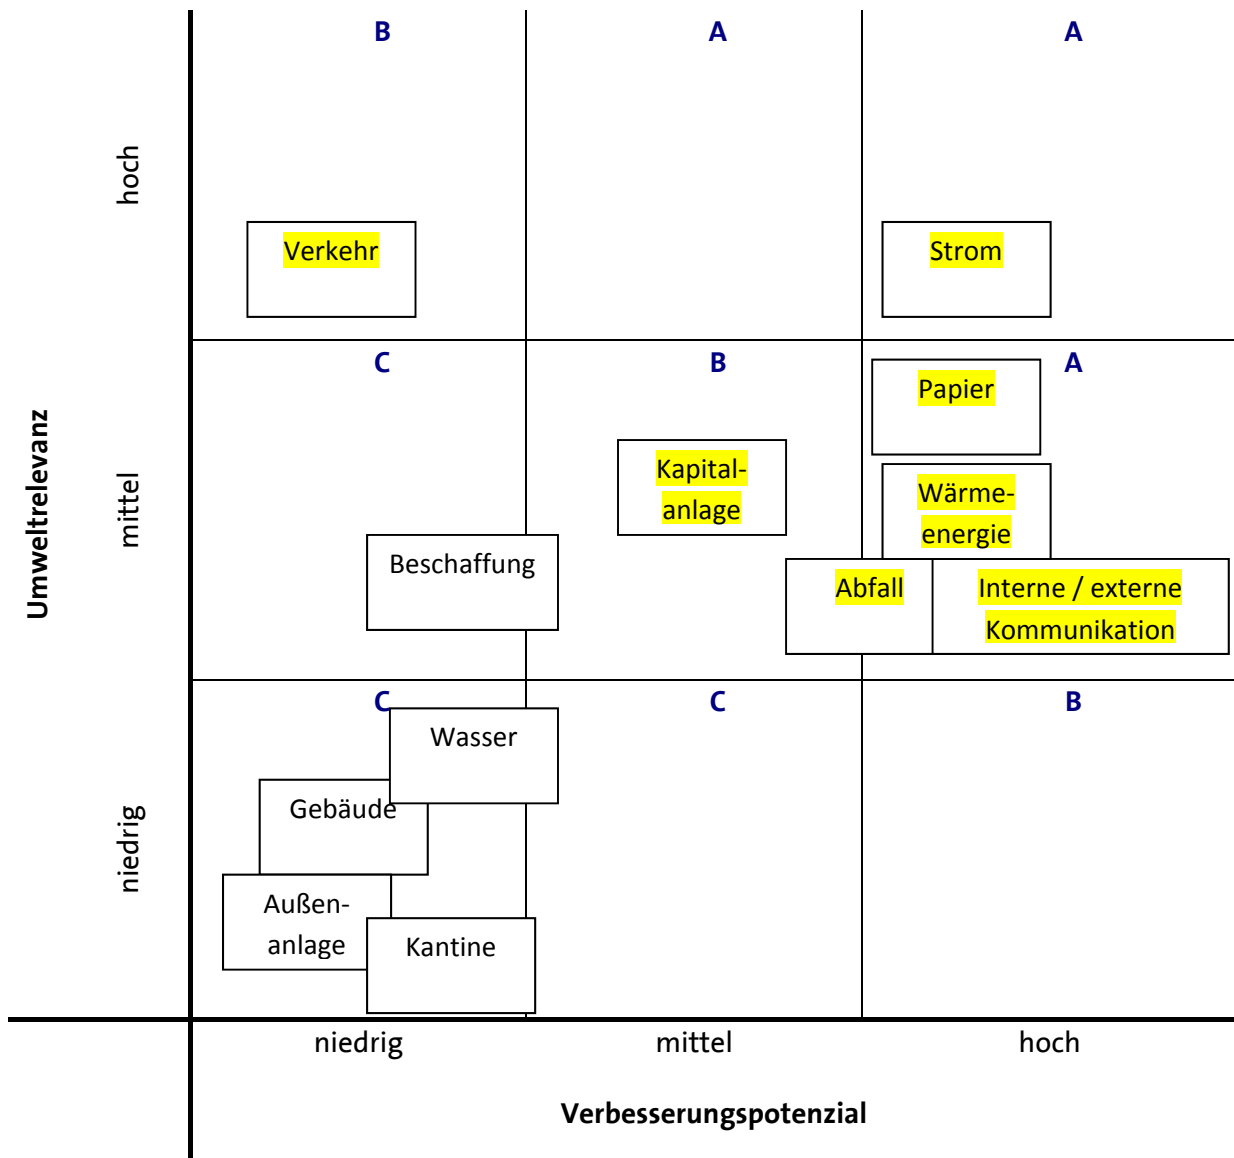 B
A
A
hoch
Verkehr
Strom
C
B
A
Papier
Umweltrelevanz
mittel
Kapital-
anlage
Wärme-
energie
Beschaffung
Abfall
Interne / externe
Kommunikation
C
C
B
Wasser
niedrig
Gebäude
Außen-
anlage
Kantine
niedrig
mittel
hoch
Verbesserungspotenzial